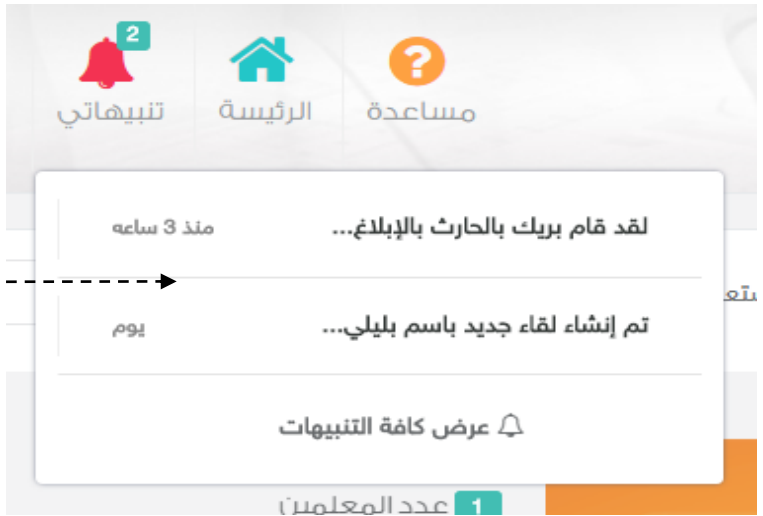 2
مساعدة الرئيسة تنبيهاتي
لقد قام بريك بالحارث بالإبلاغ... منذ 3 ساعه
تم إنشاء لقاء جديد باسم بليلي... يوم
عرض كافة التنبيهات
1 عدد المعلمين